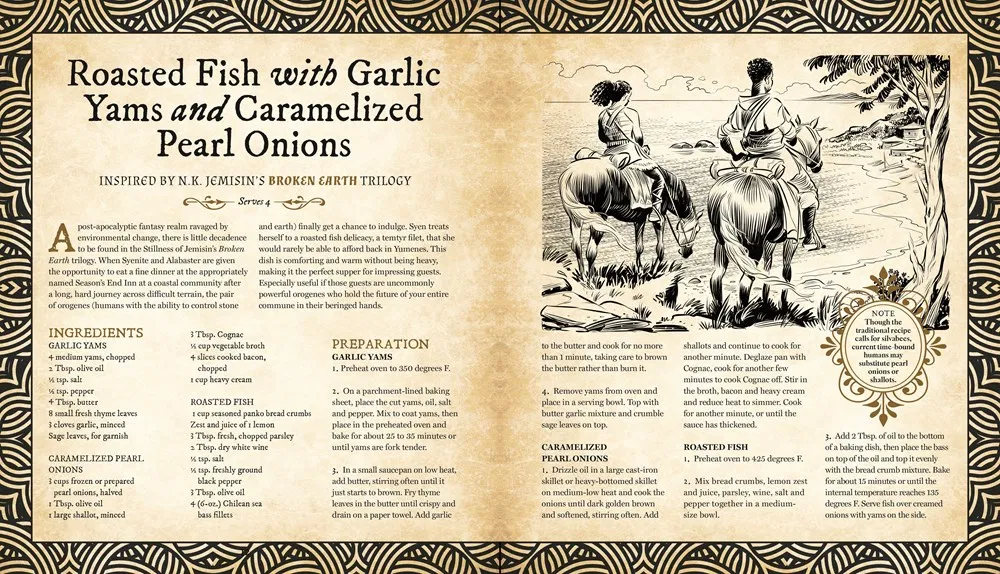 Roasted Fish with Garlic
Yams and Caramelized
Pearl Onions
INSPIRED BY N.K. JEMISIN'S BROKEN EARTH TRILOGY
Serves 4
A post-apocalyptic fantasy realm ravaged by
environmental change, there is little decadence
to be found in the Stillness of Jemisin's Broken
Earth trilogy. When Syenite and Alabaster are given
the opportunity to eat a fine dinner at the appropriately
named Season's End Inn at a coastal community after
a long, hard journey across difficult terrain, the pair
of orogenes (humans with the ability to control stone
and earth) finally get a chance to indulge. Syen treats
herself to a roasted fish delicacy, a temtyr filet, that she
would rarely be able to afford back in Yumenes. This
dish is comforting and warm without being heavy,
making it the perfect supper for impressing guests.
Especially useful if those guests are uncommonly
powerful orogenes who hold the future of your entire
commune in their beringed hands.
INGREDIENTS
GARLIC YAMS
4 medium yams, chopped
2 Tbsp. olive oil
tsp. salt
tsp. pepper
4 Tbsp. butter
8 small fresh thyme leaves
3 cloves garlic, minced
Sage leaves, for garnish
CARAMELIZED PEARL
ONIONS
3 cups frozen or prepared
pearl onions, halved
1 Tbsp. olive oil
1 large shallot, minced
3 Tbsp. Cognac
cup vegetable broth
4 slices cooked bacon,
chopped
1 cup heavy cream
ROASTED FISH
1 cup seasoned panko bread crumbs
Zest and juice of 1 lemon
3 Tbsp. fresh, chopped parsley
2 Tbsp. dry white wine
tsp. salt
tsp. freshly ground
black pepper
3 Tbsp. olive oil
4 (6-oz.) Chilean sea
bass fillets
PREPARATION
GARLIC YAMS
1. Preheat oven to 350 degrees F.
2. On a parchment-lined baking
sheet, place the cut yams, oil, salt
and pepper. Mix to coat yams, then
place in the preheated oven and
bake for about 25 to 35 minutes or
until yams are fork tender.
3. In a small saucepan on low heat,
add butter, stirring often until it
just starts to brown. Fry thyme
leaves in the butter until crispy and
drain on a paper towel. Add garlic
to the butter and cook for no more
than 1 minute, taking care to brown
the butter rather than burn it.
4. Remove yams from oven and
place in a serving bowl. Top with
butter garlic mixture and crumble
sage leaves on top.
CARAMELIZED
PEARL ONIONS
1. Drizzle oil in a large cast-iron
skillet or heavy-bottomed skillet
on medium-low heat and cook the
onions until dark golden brown
and softened, stirring often. Add
shallots and continue to cook for
another minute. Deglaze pan with
Cognac, cook for another few
minutes to cook Cognac off. Stir in
the broth, bacon and heavy cream
and reduce heat to simmer. Cook
for another minute, or until the
sauce has thickened.
ROASTED FISH
1. Preheat oven to 425 degrees F.
2. Mix bread crumbs, lemon zest
and juice, parsley, wine, salt and
pepper together in a medium-
size bowl.
NOTE
Though the
traditional recipe
calls for silvabees,
current time-bound
humans may
substitute pearl
onions or
shallots.
3. Add 2 Tbsp. of oil to the bottom
of a baking dish, then place the bass
on top of the oil and top it evenly
with the bread crumb mixture. Bake
for about 15 minutes or until the
internal temperature reaches 135
degrees F. Serve fish over creamed
onions with yams on the side.